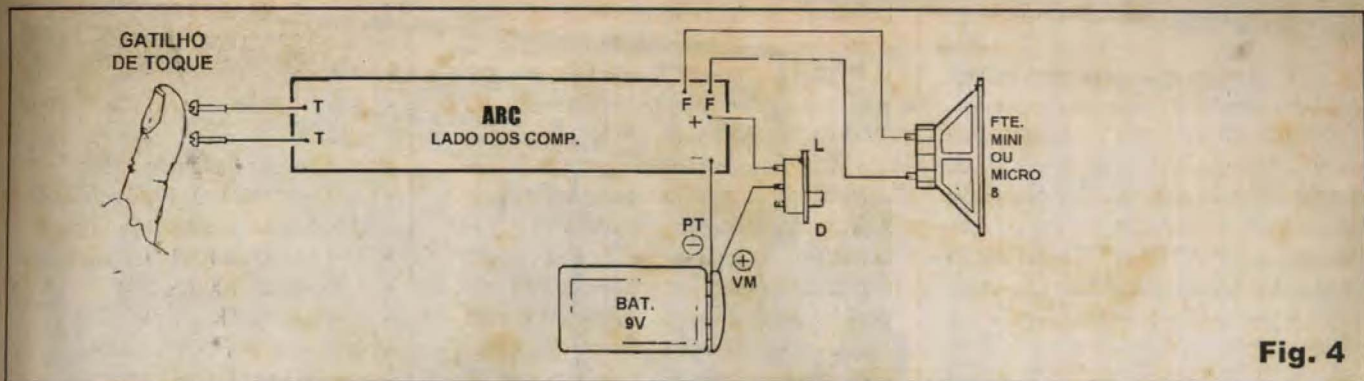 GATILHO
DE TOQUE
T
T
ARC
LADO DOS COMP.
F F
+
-
L
D
FTE.
MINI
OU
MICRO
8
PT
-
+
VM
BAT.
9V
Fig. 4